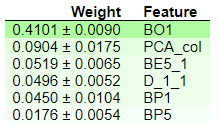 Weight Feature
0.4101 ± 0.0090 BO1
0.0904 ± 0.0175 PCA_col
0.0519 ± 0.0065 BE5_1
0.0496 ± 0.0052 D_1_1
0.0450 ± 0.0104 BP1
0.0176 ± 0.0054 BP5